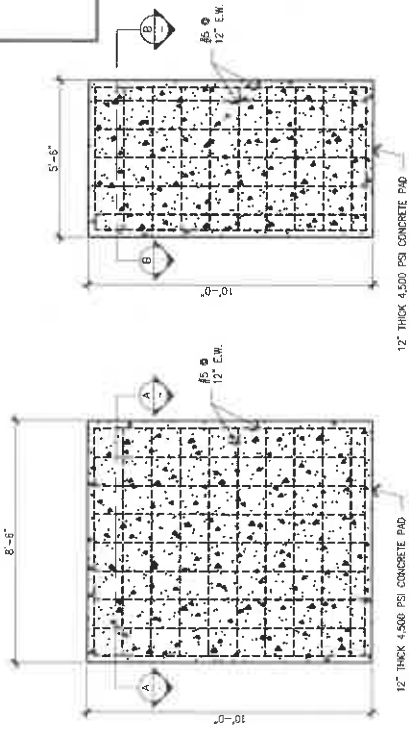 8'-6"
A
A
10'-0"
#5 @
12" E.W.
12" THICK 4,500 PSI CONCRETE PAD
5'-6"
B
B
10'-0"
#5 @
12" E.W.
12" THICK 4,500 PSI CONCRETE PAD